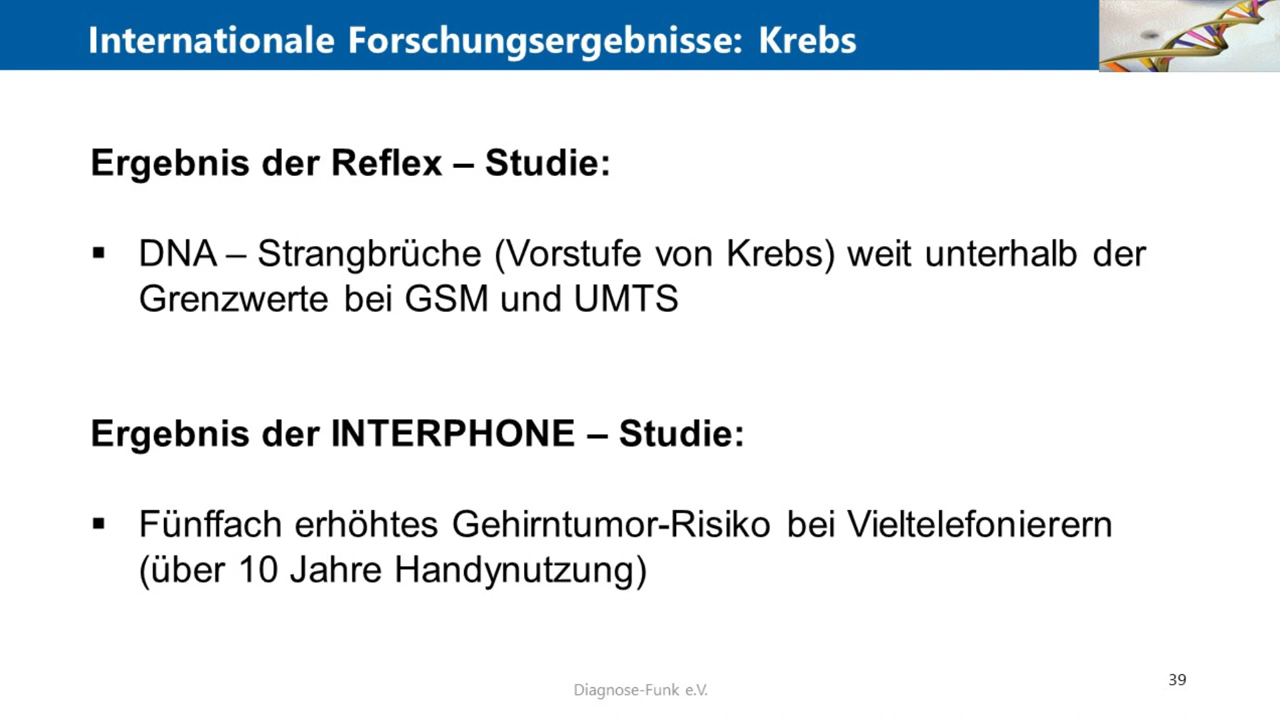 Internationale Forschungsergebnisse: Krebs
Ergebnis der Reflex – Studie:
▪ DNA – Strangbrüche (Vorstufe von Krebs) weit unterhalb der
Grenzwerte bei GSM und UMTS
Ergebnis der INTERPHONE – Studie:
▪ Fünffach erhöhtes Gehirntumor-Risiko bei Vieltelefonierern
(über 10 Jahre Handynutzung)
Diagnose-Funk e.V.
39